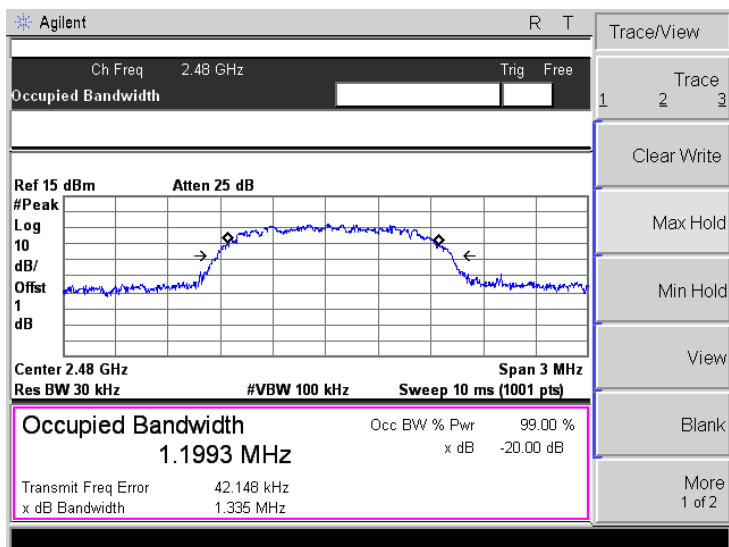 Agilent
R T
Trace/View
Ch Freq 2.48 GHz
Trig Free
Occupied Bandwidth
Trace
1 2 3
Clear Write
Max Hold
Min Hold
View
Blank
More
1 of 2
Ref 15 dBm
Atten 25 dB
#Peak
Log
10
dB/
Offst
1
dB
Center 2.48 GHz
Span 3 MHz
Res BW 30 kHz
#VBW 100 kHz
Sweep 10 ms (1001 pts)
Occupied Bandwidth
1.1993 MHz
Occ BW % Pwr 99.00 %
x dB -20.00 dB
Transmit Freq Error 42.148 kHz
x dB Bandwidth 1.335 MHz